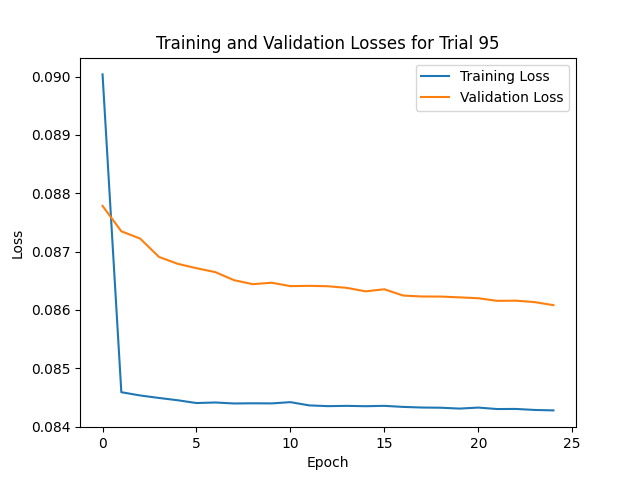 Training and Validation Losses for Trial 95
Training Loss
Validation Loss
0.090
0.089
0.088
0.087
0.086
0.085
0.084
Loss
0
5
10
15
20
25
Epoch